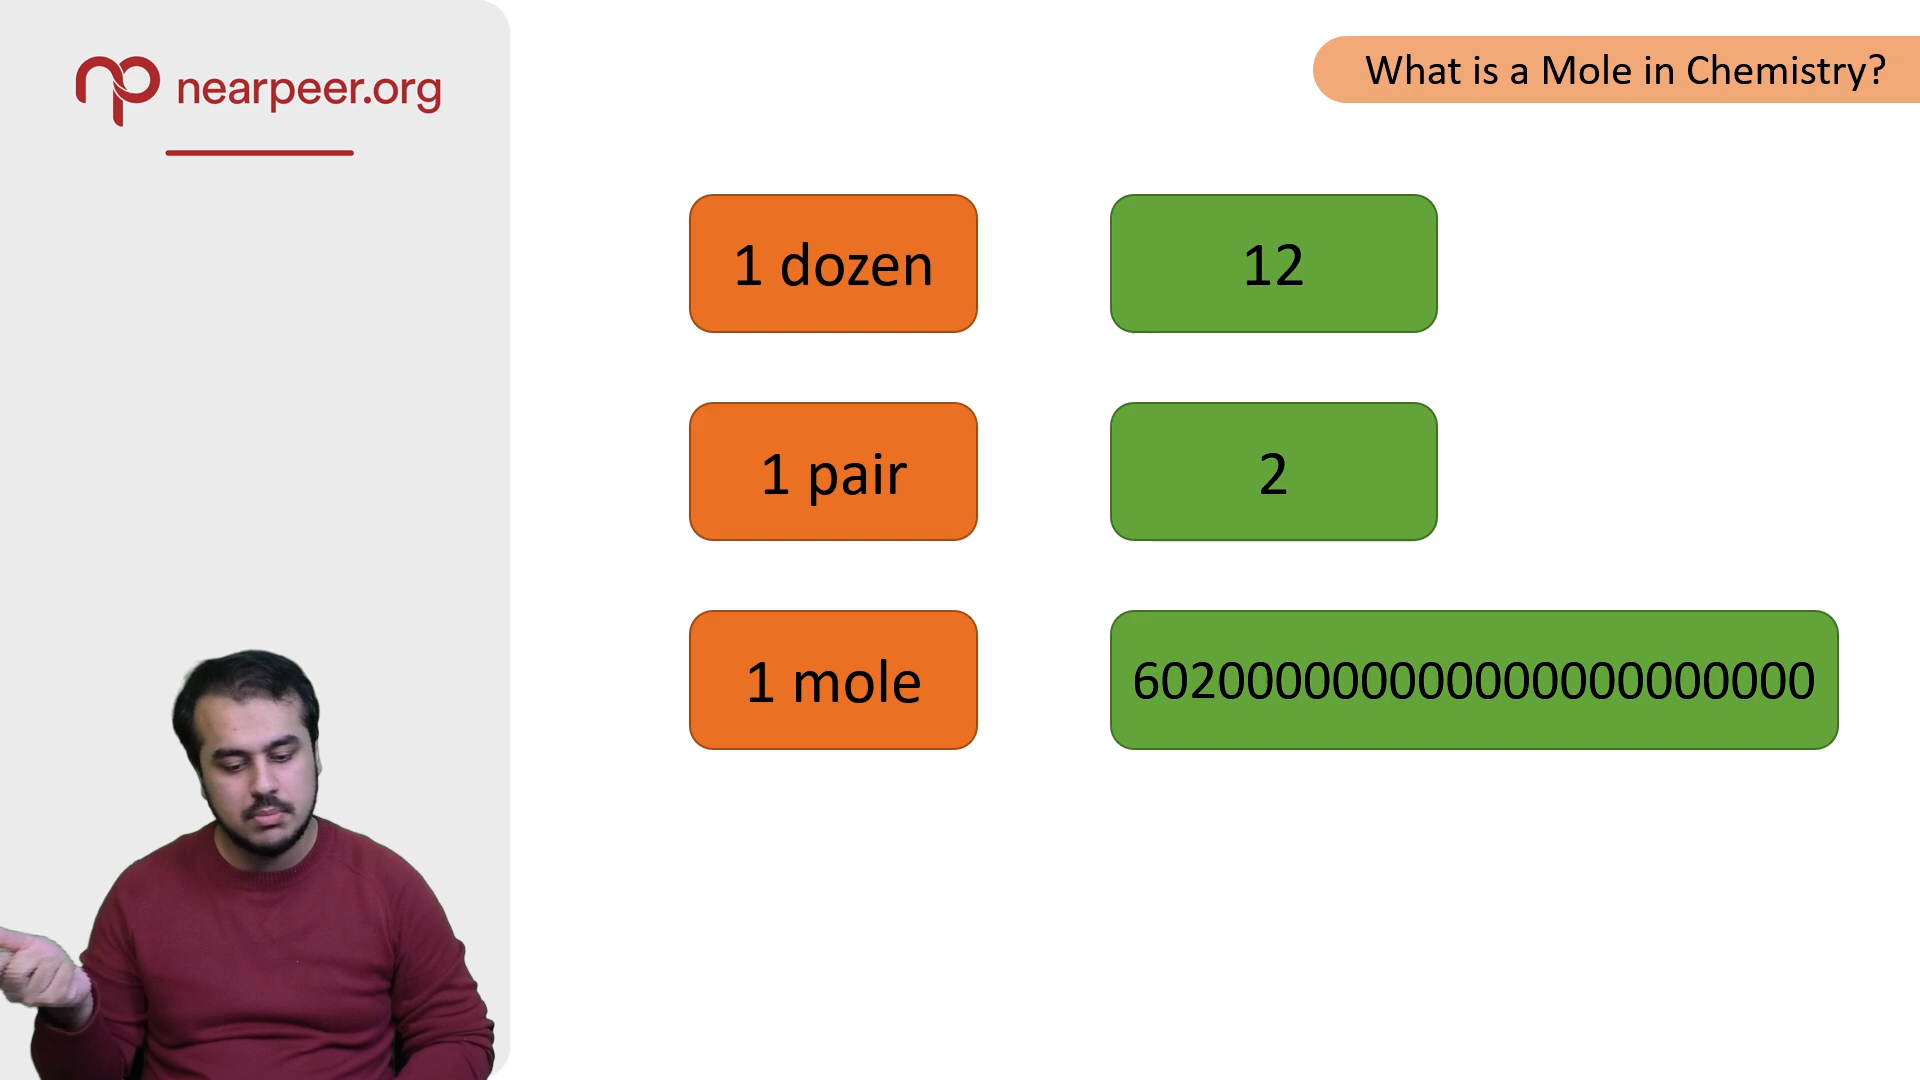 nearpeer.org
What is a Mole in Chemistry?
1 dozen
12
1 pair
2
1 mole
602000000000000000000000